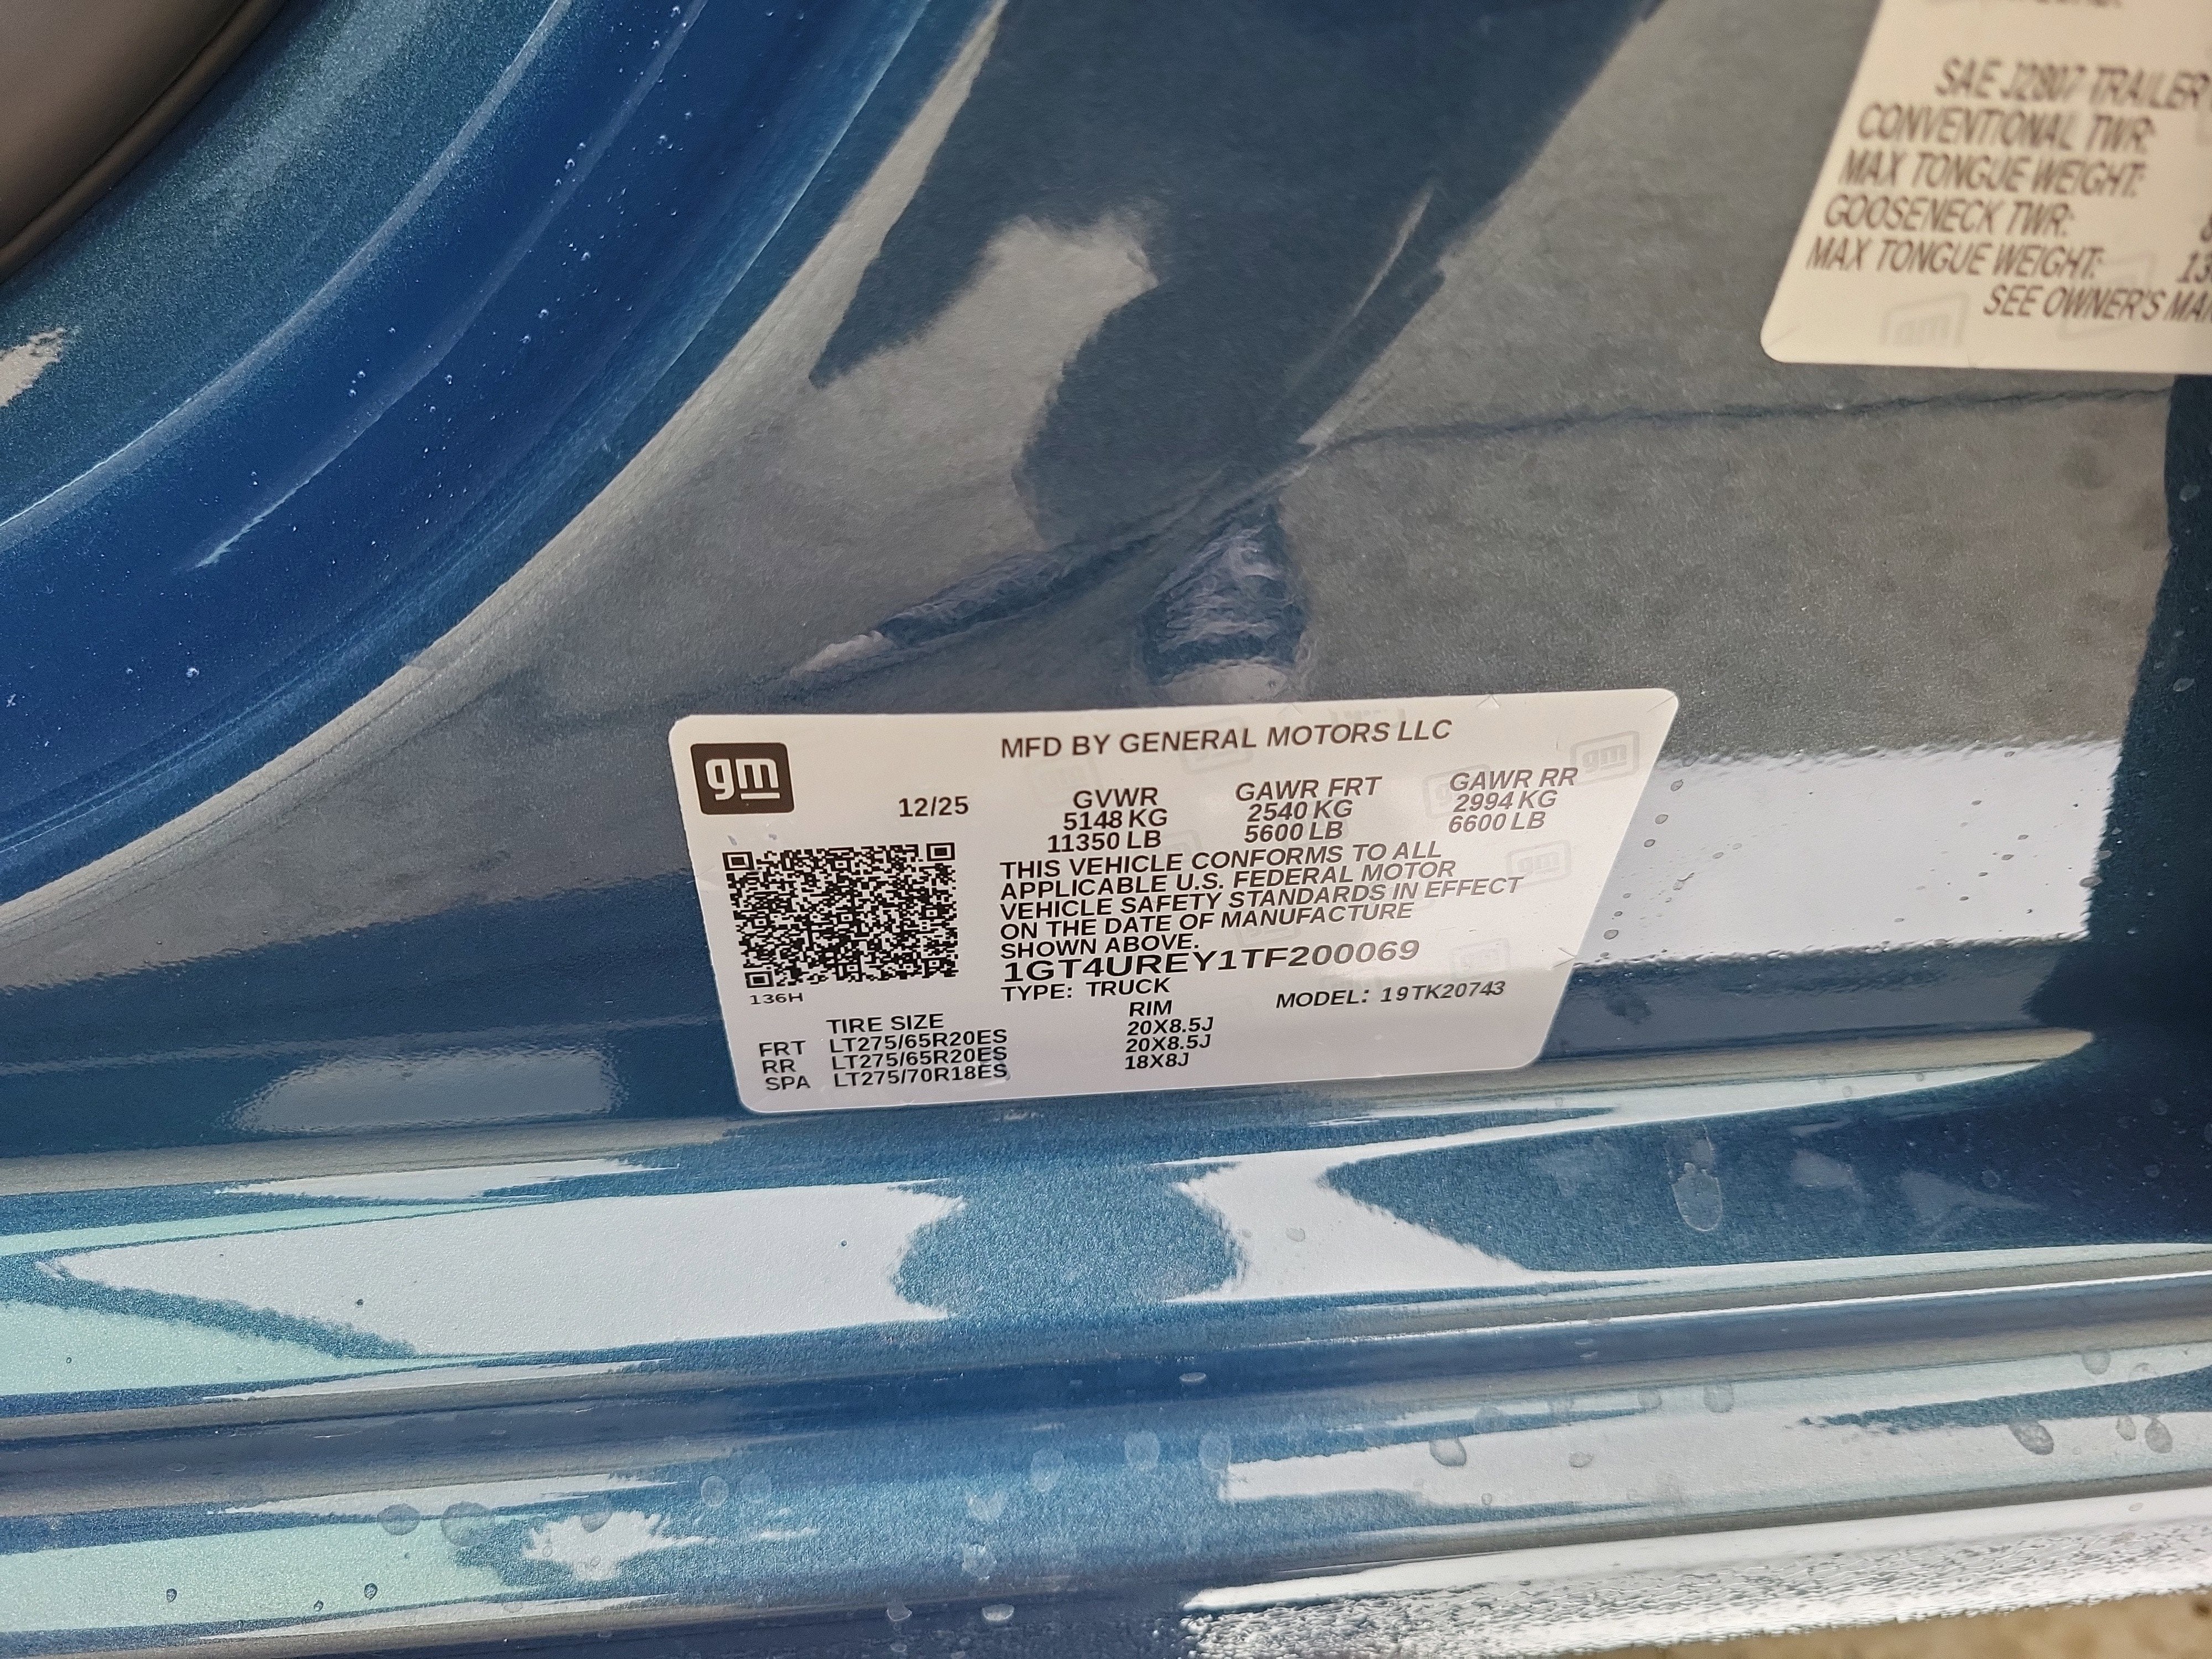 SAE J2807 TRAILER
CONVENTIONAL TWR:
MAX TONGUE WEIGHT:
GOOSENECK TWR:
MAX TONGUE WEIGHT: 13
SEE OWNER'S MAN
gm
MFD BY GENERAL MOTORS LLC
12/25 GVWR GAWR FRT GAWR RR
5148 KG 2540 KG 2994 KG
11350 LB 5600 LB 6600 LB
THIS VEHICLE CONFORMS TO ALL
APPLICABLE U.S. FEDERAL MOTOR
VEHICLE SAFETY STANDARDS IN EFFECT
ON THE DATE OF MANUFACTURE
SHOWN ABOVE.
1GT4UREY1TF200069
136H
TYPE: TRUCK MODEL: 19TK20743
TIRE SIZE RIM
FRT LT275/65R20ES 20X8.5J
RR LT275/65R20ES 20X8.5J
SPA LT275/70R18ES 18X8J